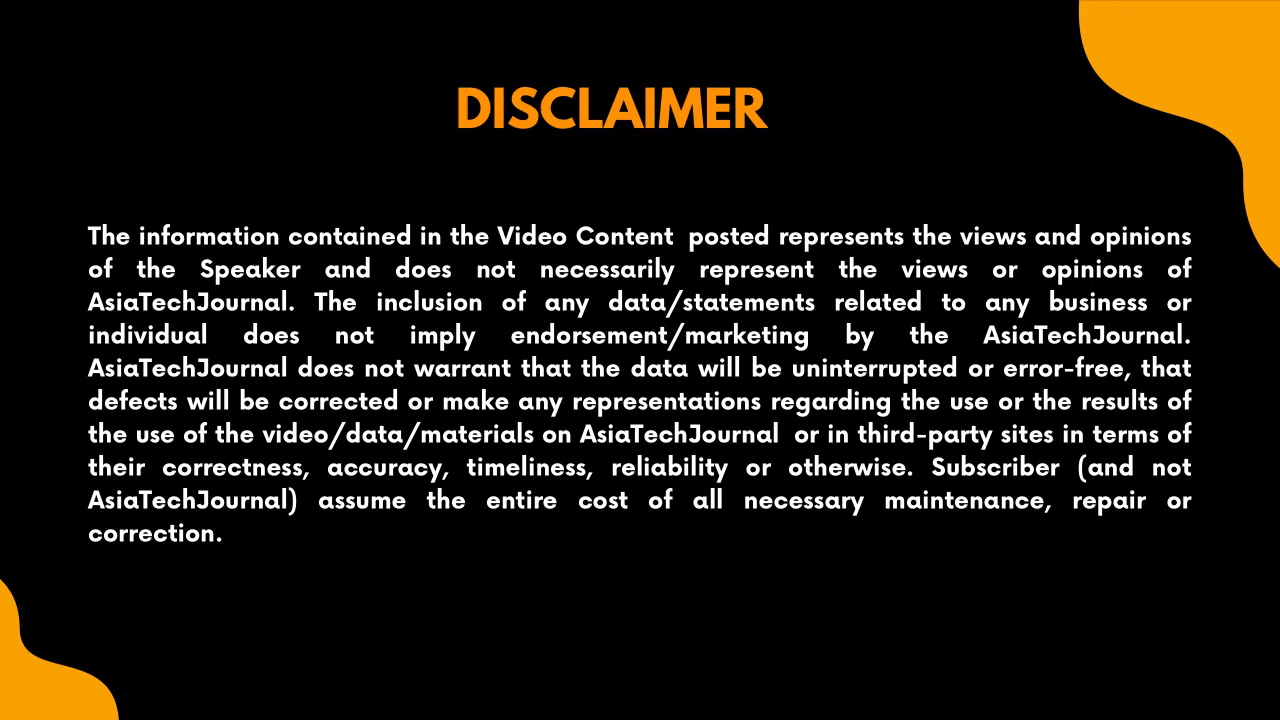 DISCLAIMER
The information contained in the Video Content posted represents the views and opinions
of the Speaker and does not necessarily represent the views or opinions of
AsiaTechJournal. The inclusion of any data/statements related to any business or
individual does not imply endorsement/marketing by the AsiaTechJournal.
AsiaTechJournal does not warrant that the data will be uninterrupted or error-free, that
defects will be corrected or make any representations regarding the use or the results of
the use of the video/data/materials on AsiaTechJournal or in third-party sites in terms of
their correctness, accuracy, timeliness, reliability or otherwise. Subscriber (and not
AsiaTechJournal) assume the entire cost of all necessary maintenance, repair or
correction.